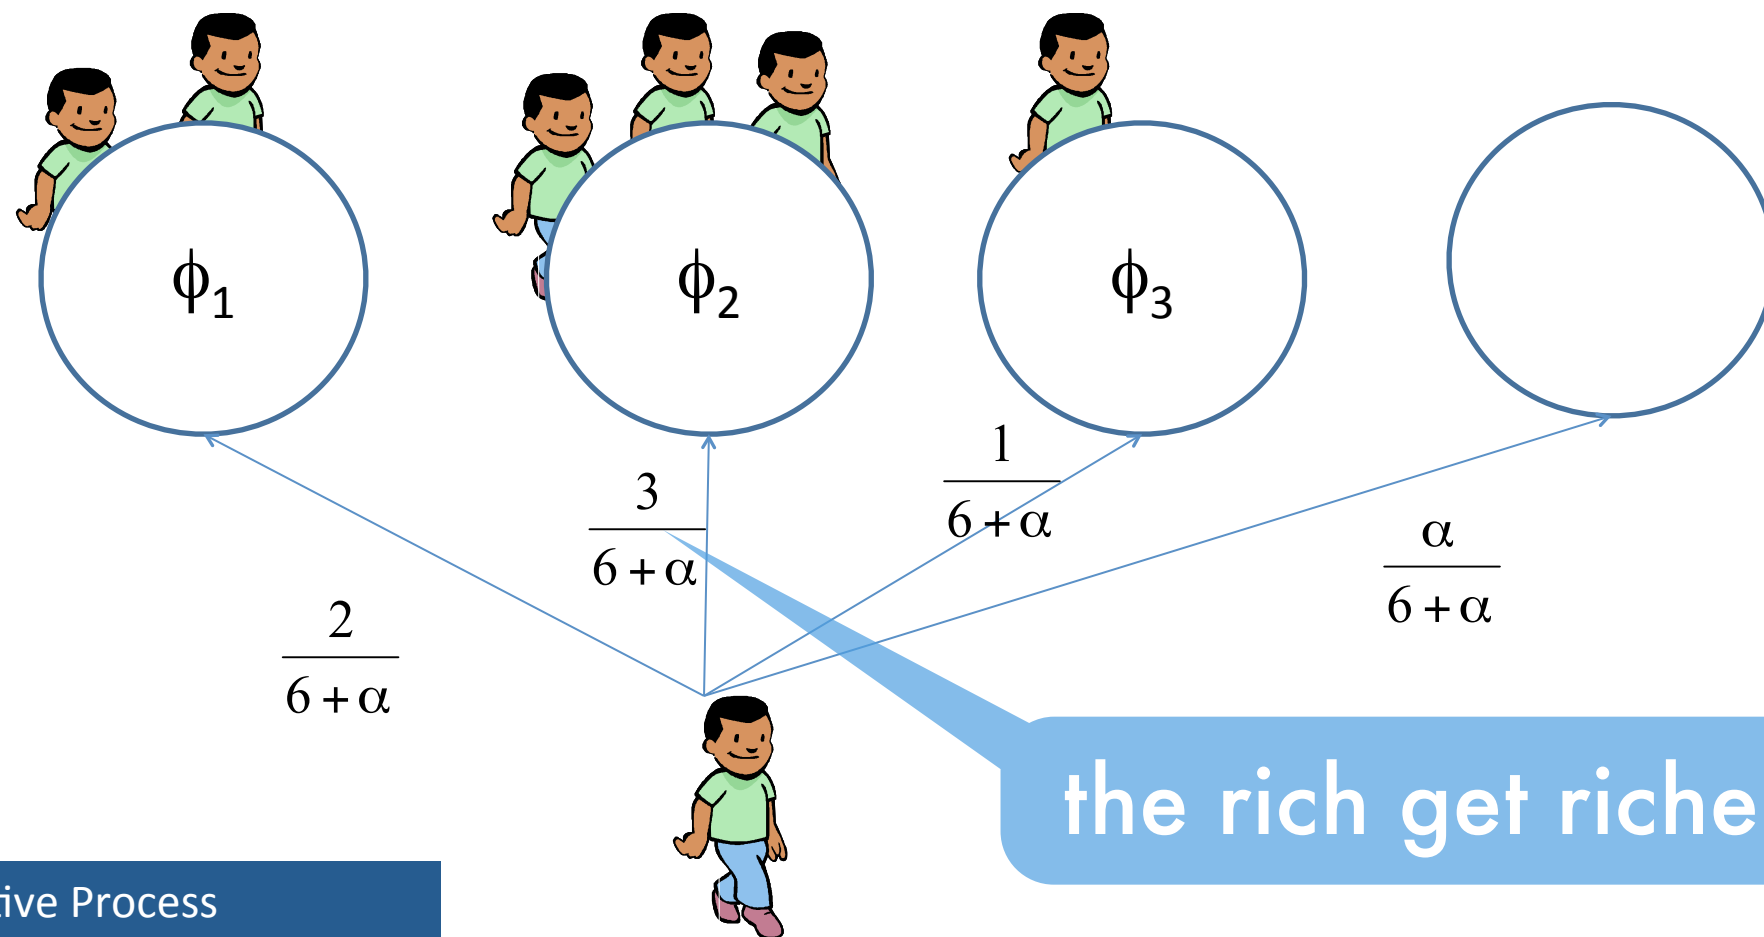 ϕ1 ϕ2 ϕ3
2/(6 + α)
3/(6 + α)
1/(6 + α)
α/(6 + α)
the rich get riche
tive Process